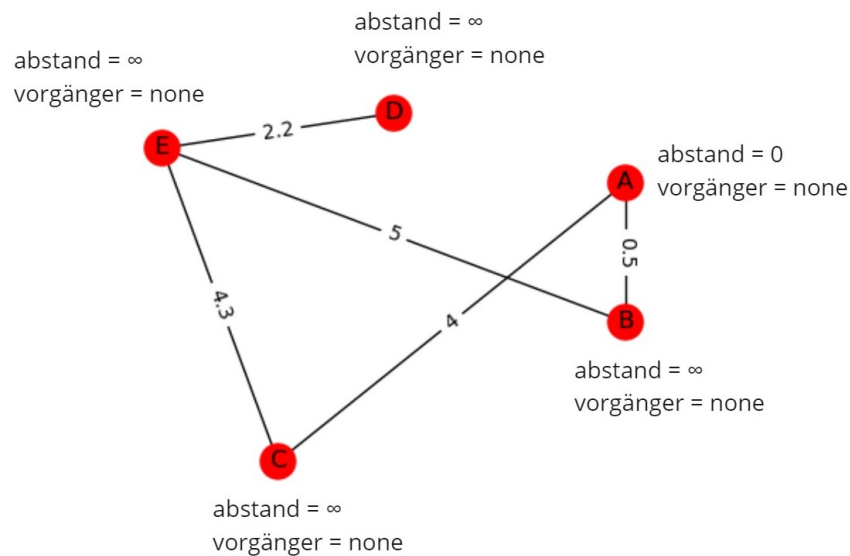 abstand = ∞
vorgänger = none
abstand = ∞
vorgänger = none
D
E
2.2
abstand = 0
vorgänger = none
A
5
0.5
4.3
4
B
abstand = ∞
vorgänger = none
C
abstand = ∞
vorgänger = none